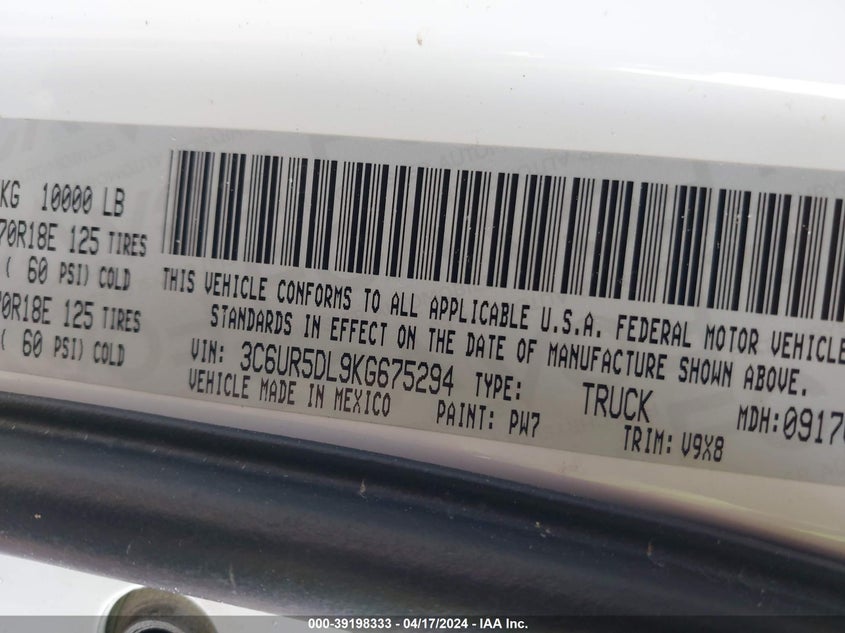 KG 10000 LB
70R18E 125 TIRES
( 60 PSI) COLD
70R18E 125 TIRES
( 60 PSI) COLD
THIS VEHICLE CONFORMS TO ALL APPLICABLE U.S.A. FEDERAL MOTOR VEHICLE
STANDARDS IN EFFECT ON THE DATE OF MANUFACTURE SHOWN ABOVE.
VIN: 3C6UR5DL9KG675294 TYPE: TRUCK MDH: 09170
VEHICLE MADE IN MEXICO PAINT: PW7 TRIM: V9X8
000-39198333 - 04/17/2024 - IAA Inc.